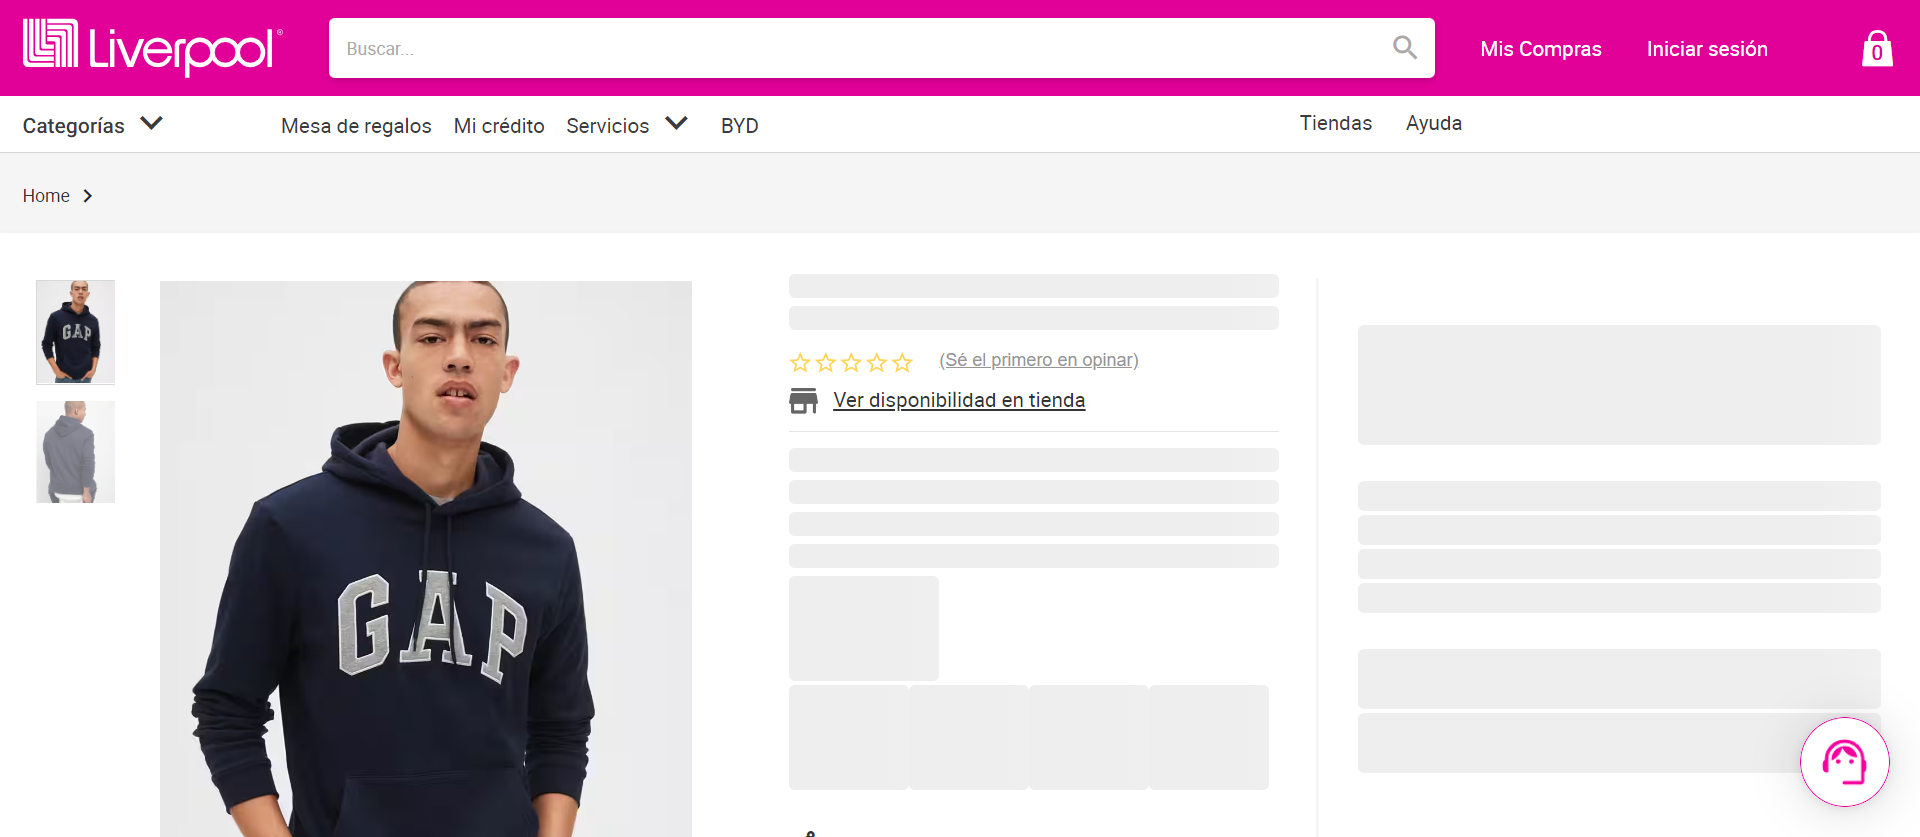 Liverpool®
Buscar...
Mis Compras
Iniciar sesión
0
Categorías
Mesa de regalos
Mi crédito
Servicios
BYD
Tiendas
Ayuda
Home
GAP
(Sé el primero en opinar)
Ver disponibilidad en tienda
GAP